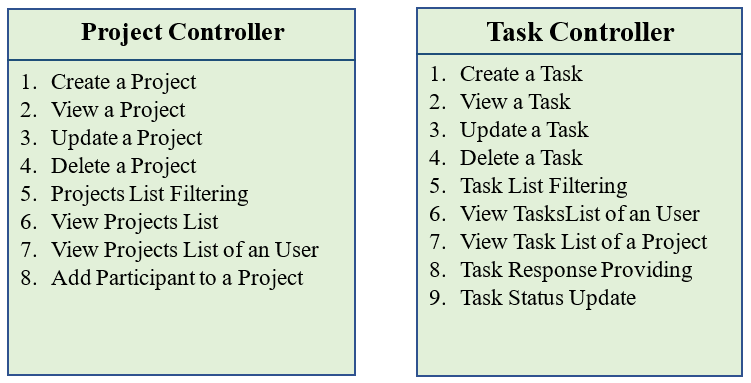 Project Controller
1. Create a Project
2. View a Project
3. Update a Project
4. Delete a Project
5. Projects List Filtering
6. View Projects List
7. View Projects List of an User
8. Add Participant to a Project
Task Controller
1. Create a Task
2. View a Task
3. Update a Task
4. Delete a Task
5. Task List Filtering
6. View TasksList of an User
7. View Task List of a Project
8. Task Response Providing
9. Task Status Update